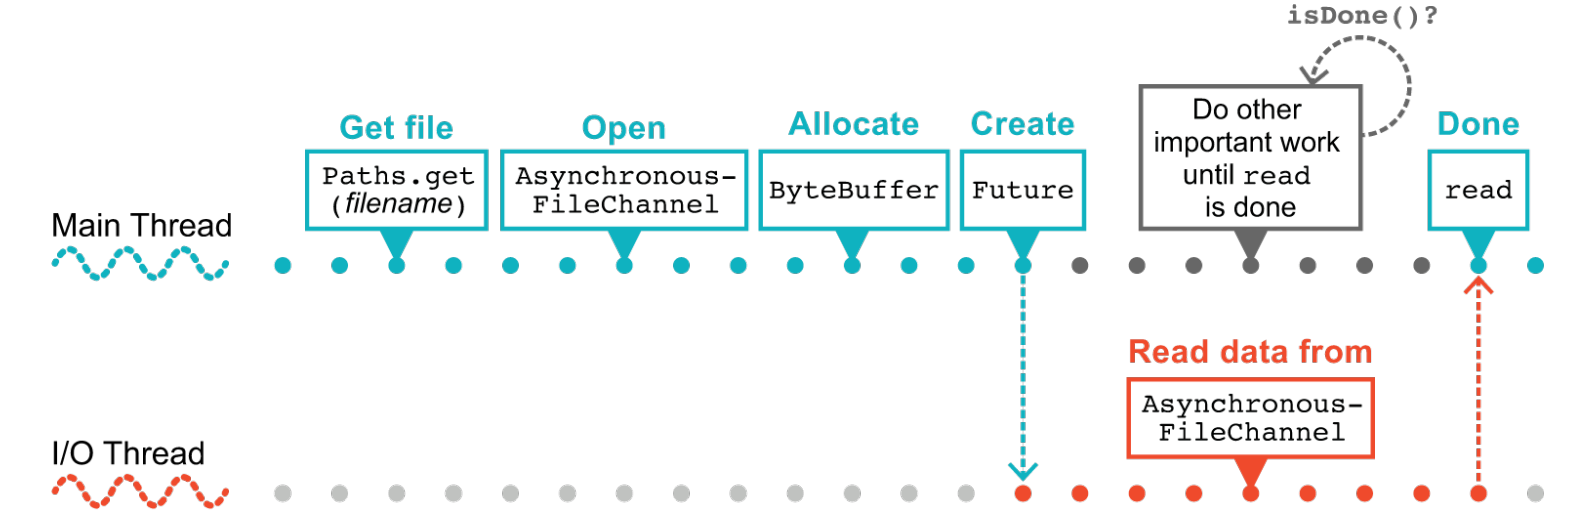 isDone()?
Get file
Open
Allocate
Create
Done
Paths.get
(filename)
Asynchronous-
FileChannel
ByteBuffer
Future
Do other
important work
until read
is done
read
Main Thread
Read data from
Asynchronous-
FileChannel
I/O Thread